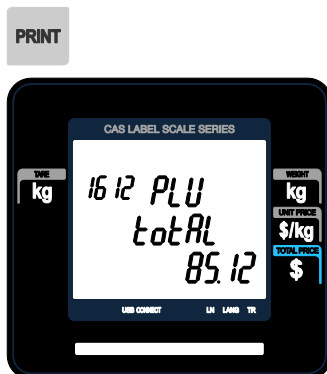 PRINT
CAS LABEL SCALE SERIES
TARE
kg
1612 PLU
totAL
85.12
WEIGHT
kg
UNIT PRICE
$/kg
TOTAL PRICE
$
USB CONNECT LN LANG TR